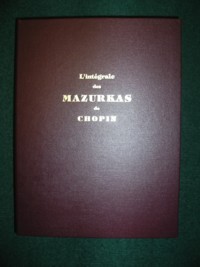 L'intégrale
des
MAZURKAS
de
CHOPIN